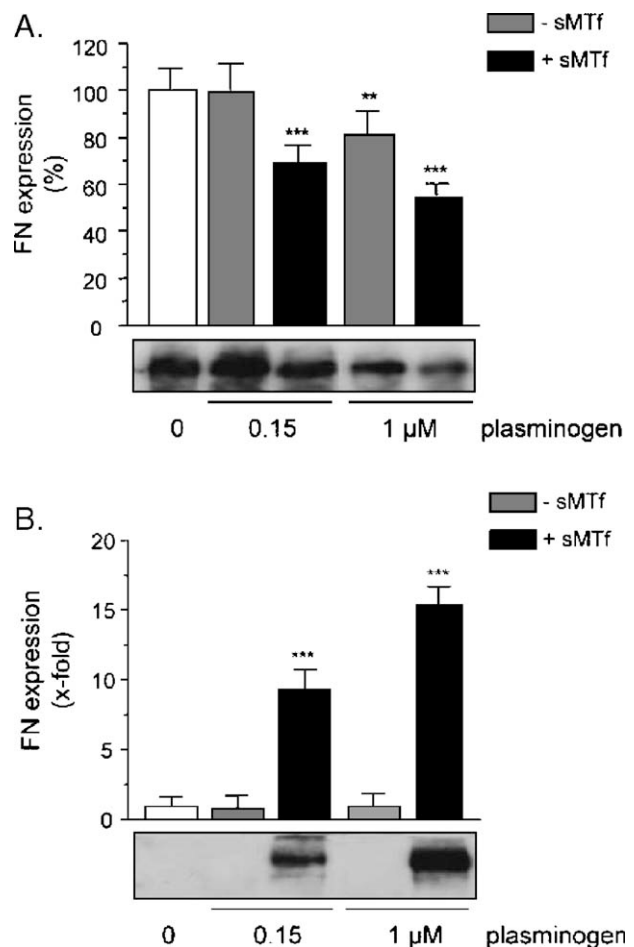 A.
- sMTf
+ sMTf
FN expression
(%)
120
100
80
60
40
20
0
***
**
***
0 0.15 1 µM plasminogen
B.
- sMTf
+ sMTf
FN expression
(x-fold)
20
15
10
5
0
***
***
0 0.15 1 µM plasminogen